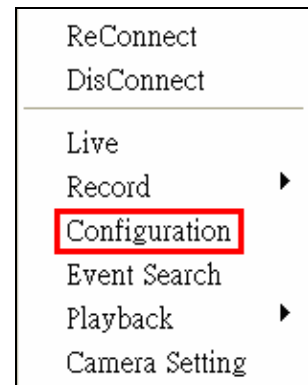 ReConnect
DisConnect
Live
Record
Configuration
Event Search
Playback
Camera Setting